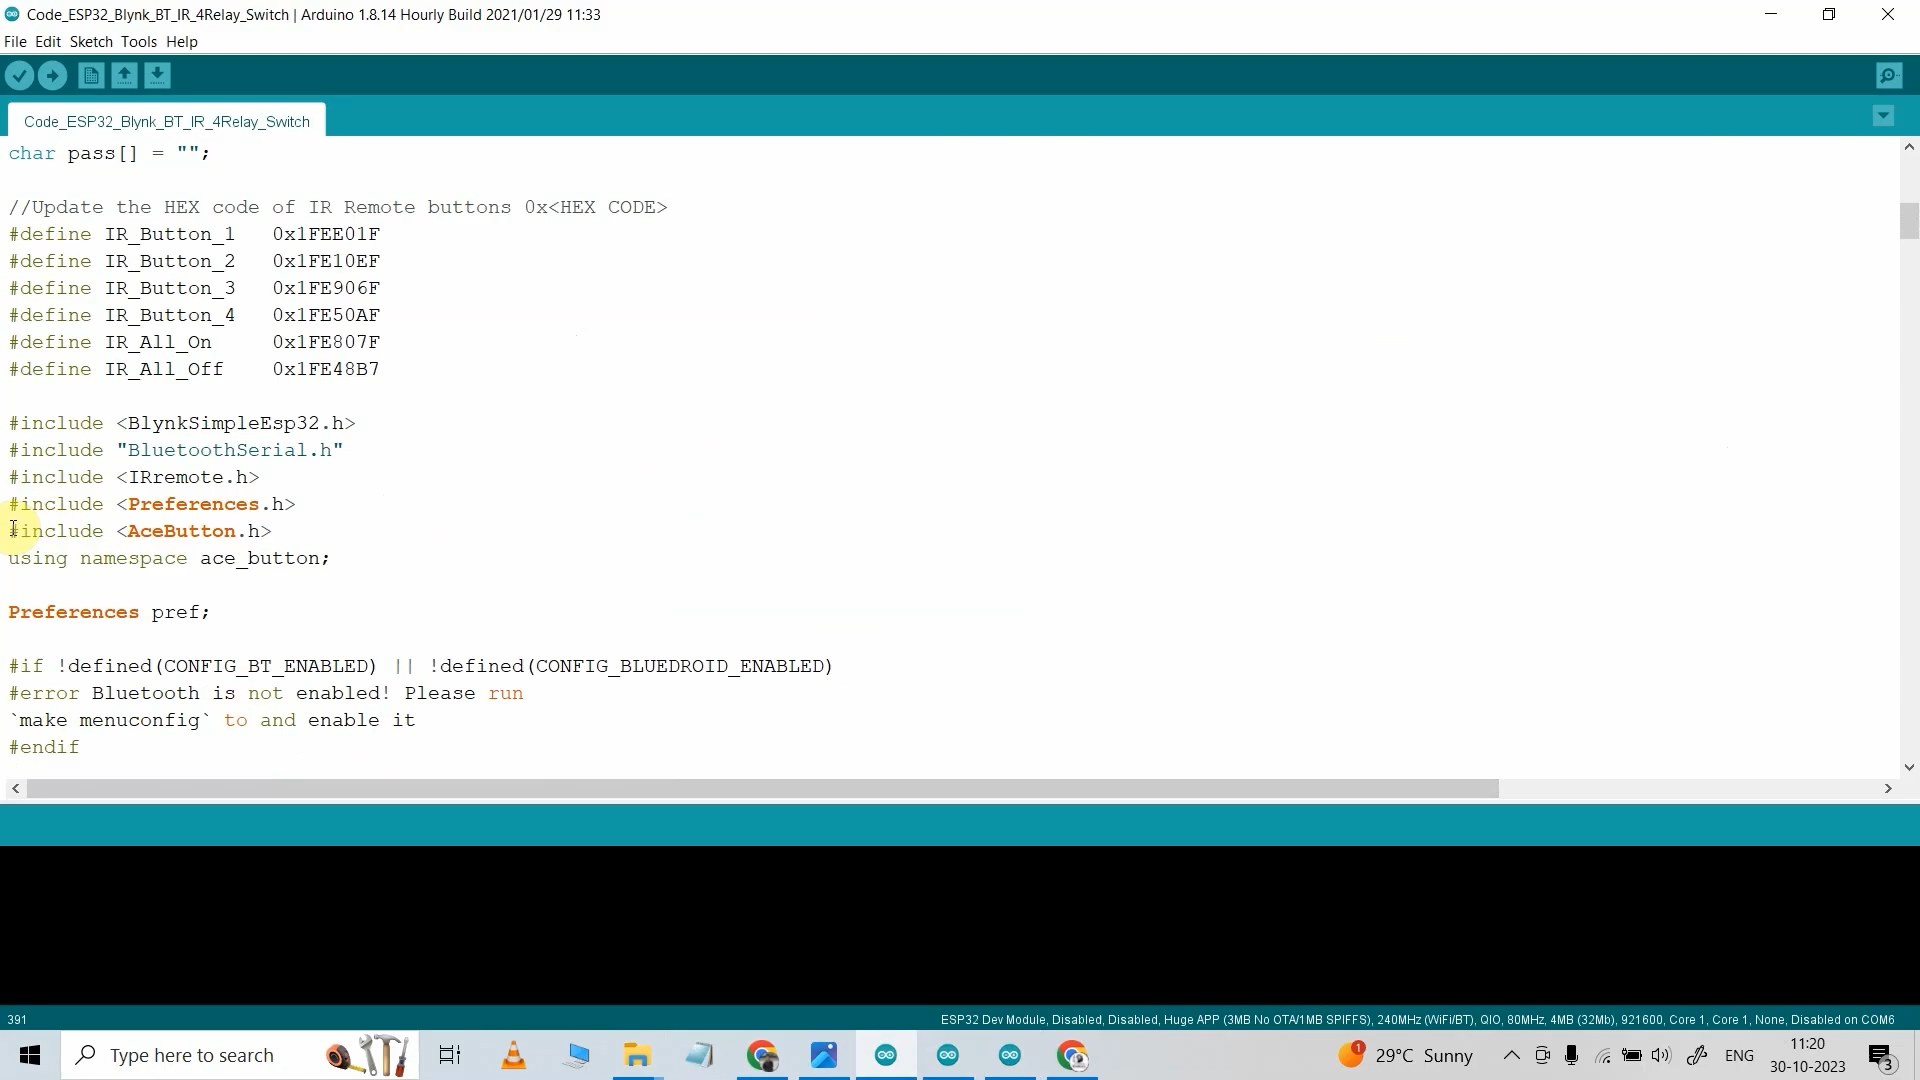 Code_ESP32_Blynk_BT_IR_4Relay_Switch | Arduino 1.8.14 Hourly Build 2021/01/29 11:33
File Edit Sketch Tools Help
Code_ESP32_Blynk_BT_IR_4Relay_Switch
char pass[] = "";
//Update the HEX code of IR Remote buttons 0x<HEX CODE>
#define IR_Button_1 0x1FEE01F
#define IR_Button_2 0x1FE10EF
#define IR_Button_3 0x1FE906F
#define IR_Button_4 0x1FE50AF
#define IR_All_On 0x1FE807F
#define IR_All_Off 0x1FE48B7
#include <BlynkSimpleEsp32.h>
#include "BluetoothSerial.h"
#include <IRremote.h>
#include <Preferences.h>
#include <AceButton.h>
using namespace ace_button;
Preferences pref;
#if !defined(CONFIG_BT_ENABLED) || !defined(CONFIG_BLUEDROID_ENABLED)
#error Bluetooth is not enabled! Please run
`make menuconfig` to and enable it
#endif
391
ESP32 Dev Module, Disabled, Disabled, Huge APP (3MB No OTA/1MB SPIFFS), 240MHz (WiFi/BT), QIO, 80MHz, 4MB (32Mb), 921600, Core 1, Core 1, None, Disabled on COM6
Type here to search
1
29°C Sunny
ENG
11:20
30-10-2023
3